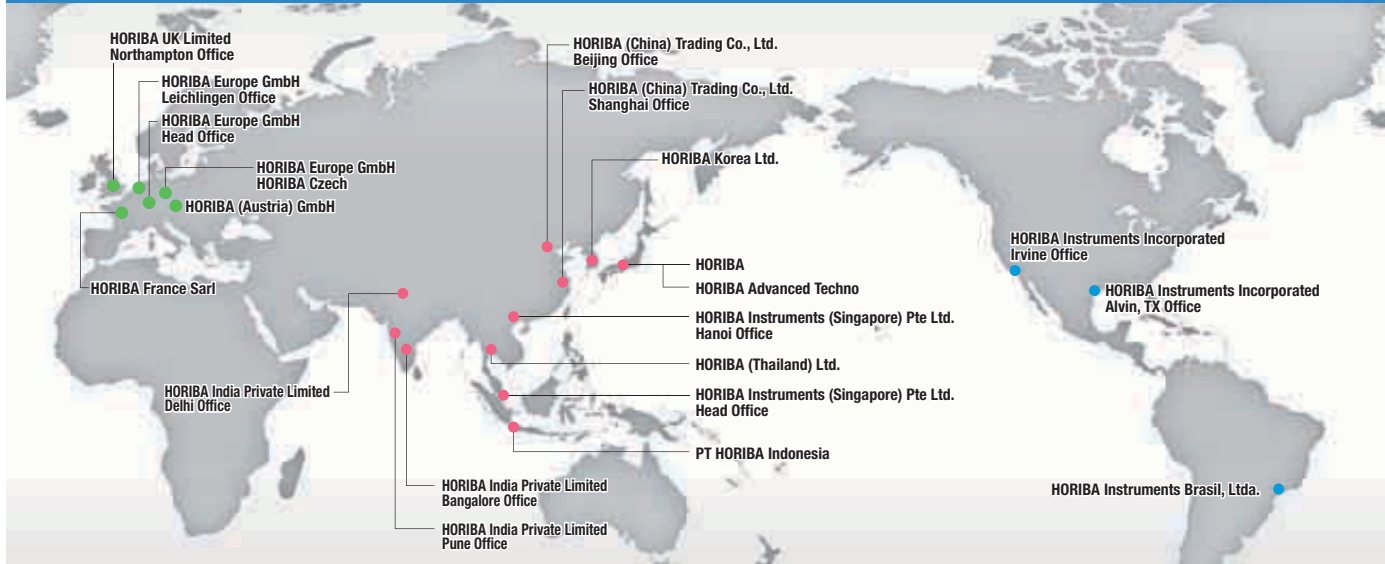 HORIBA UK Limited
Northampton Office
HORIBA Europe GmbH
Leichlingen Office
HORIBA Europe GmbH
Head Office
HORIBA Europe GmbH
HORIBA Czech
HORIBA (Austria) GmbH
HORIBA France Sarl
HORIBA (China) Trading Co., Ltd.
Beijing Office
HORIBA (China) Trading Co., Ltd.
Shanghai Office
HORIBA Korea Ltd.
HORIBA
HORIBA Advanced Techno
HORIBA Instruments (Singapore) Pte Ltd.
Hanoi Office
HORIBA (Thailand) Ltd.
HORIBA Instruments (Singapore) Pte Ltd.
Head Office
PT HORIBA Indonesia
HORIBA India Private Limited
Delhi Office
HORIBA India Private Limited
Bangalore Office
HORIBA India Private Limited
Pune Office
HORIBA Instruments Incorporated
Irvine Office
HORIBA Instruments Incorporated
Alvin, TX Office
HORIBA Instruments Brasil, Ltda.